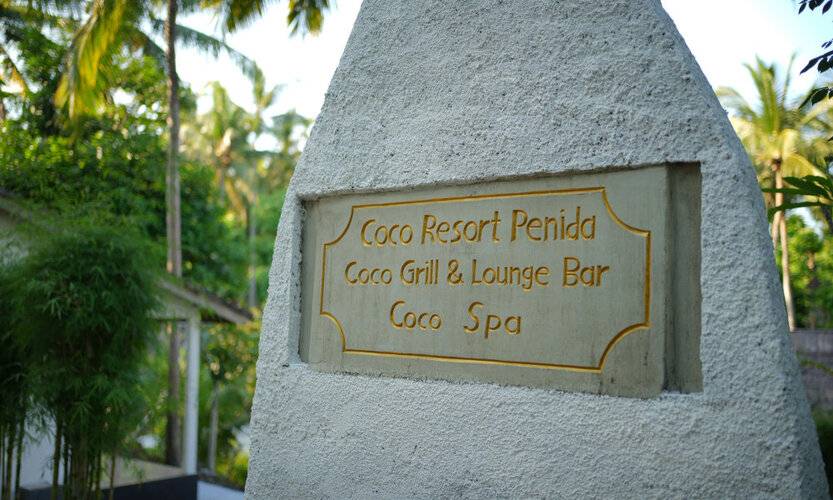 Coco Resort Penida
Coco Grill & Lounge Bar
Coco Spa